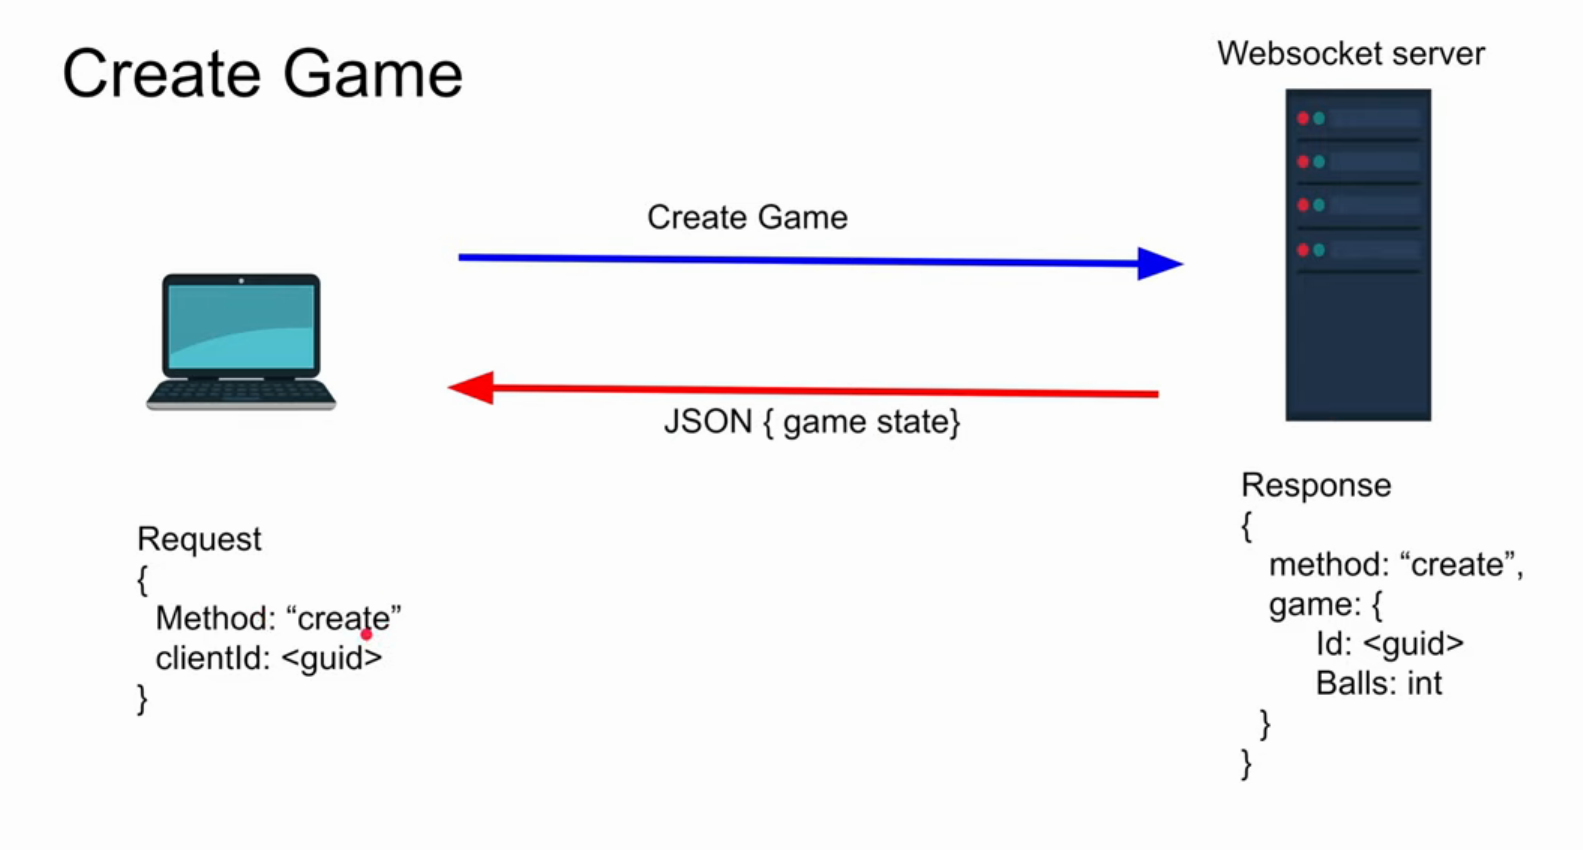 Create Game
Websocket server
Create Game
JSON { game state}
Request
{
Method: “create”
clientId: <guid>
}
Response
{
method: “create”,
game: {
Id: <guid>
Balls: int
}
}